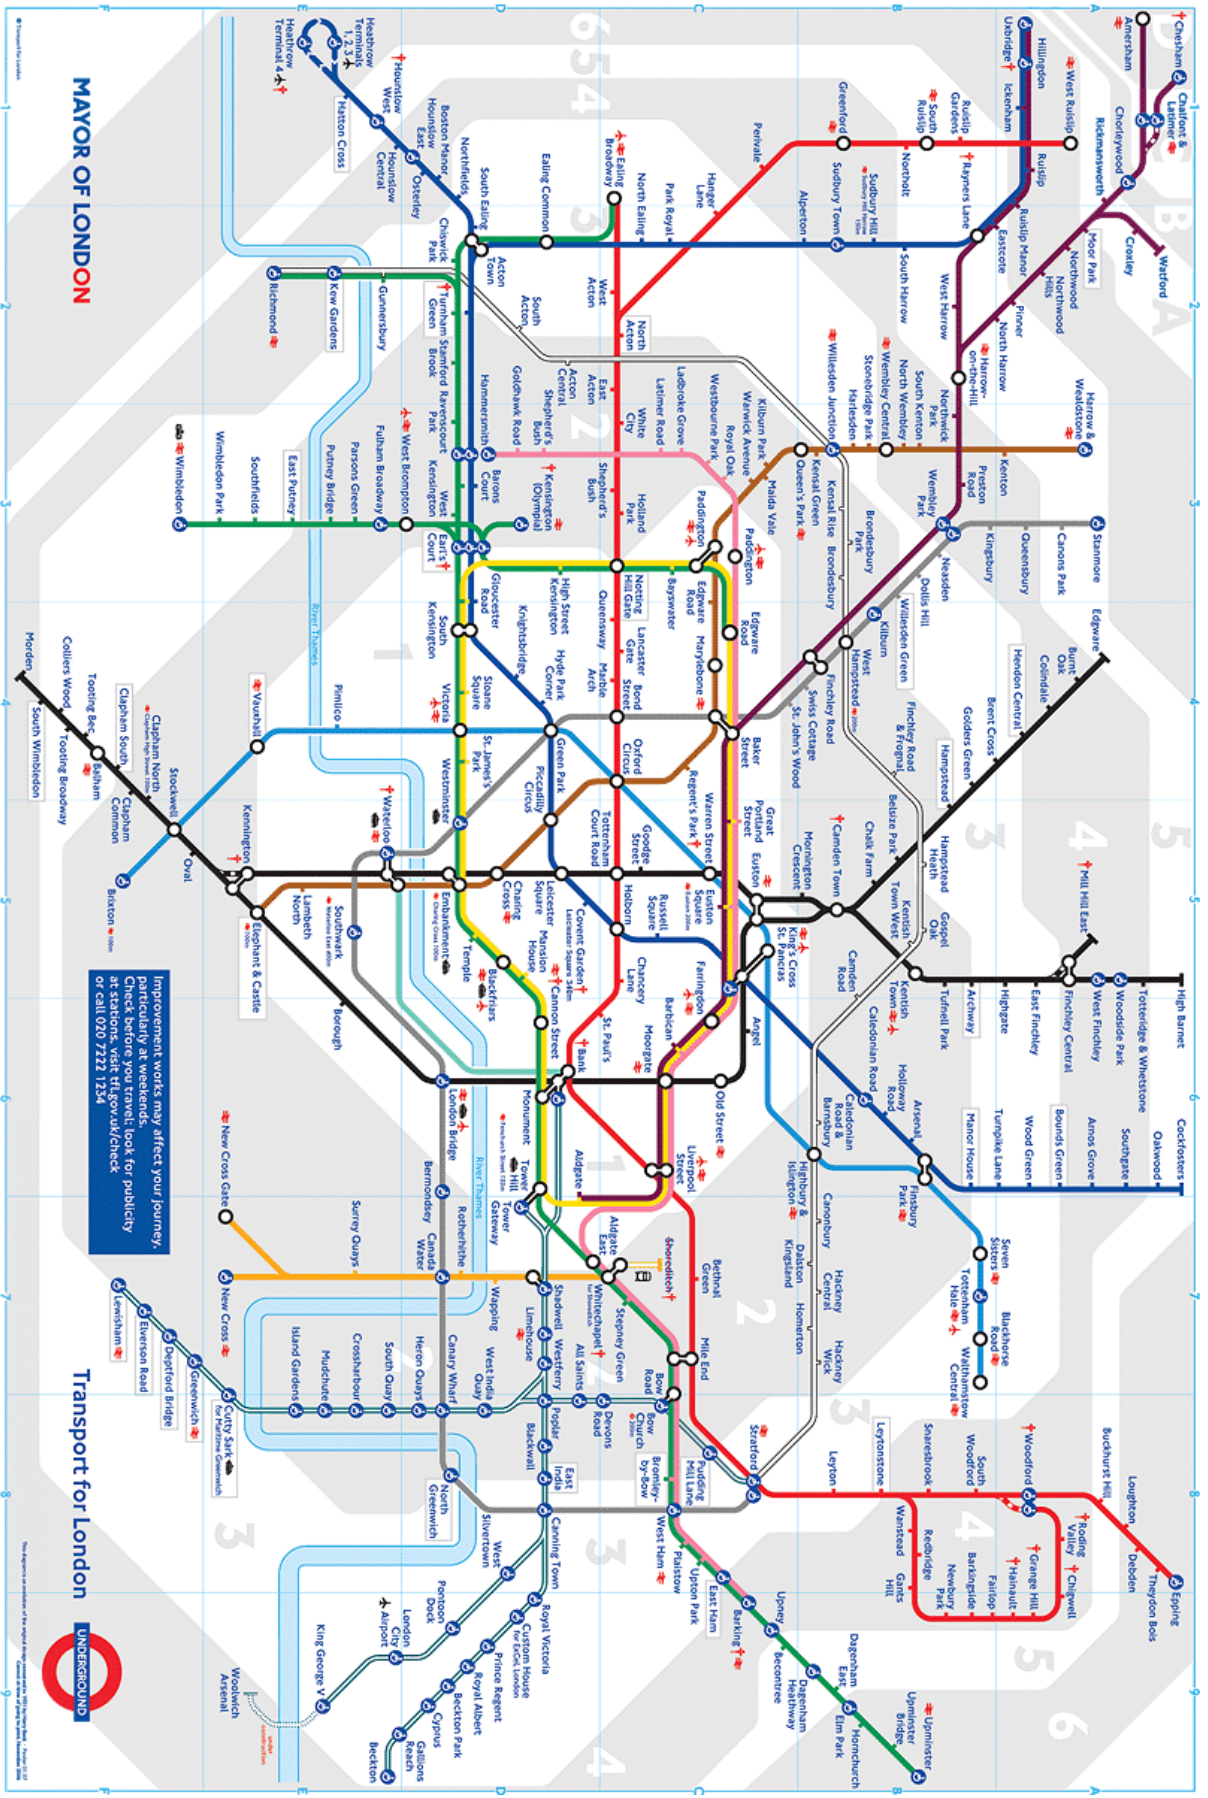 Chesham
Chalfont &
Latimer
Amersham
Chorleywood
Rickmansworth
Watford
Croxley
Moor Park
Northwood
Northwood
Hills
Pinner
North Harrow
Harrow-
on-the-Hill
Northwick
Park
Preston
Road
Wembley
Park
West Ruislip
Hillingdon
Uxbridge
Ickenham
Ruislip
Ruislip Manor
Eastcote
Rayners Lane
West Harrow
Ruislip
Gardens
South
Ruislip
Northolt
Greenford
Perivale
Hanger
Lane
South Harrow
Sudbury Hill
Sudbury Town
Alperton
Park Royal
North Ealing
Ealing
Broadway
Ealing Common
West
Acton
North
Acton
East
Acton
White
City
Shepherd's
Bush
Holland
Park
Notting
Hill Gate
Queensway
Lancaster
Gate
Marble
Arch
Bond
Street
Oxford
Circus
Tottenham
Court Road
Holborn
Chancery
Lane
St. Paul's
Bank
Liverpool
Street
Bethnal
Green
Mile End
Stratford
Leyton
Leytonstone
Snaresbrook
South
Woodford
Woodford
Buckhurst Hill
Loughton
Debden
Theydon Bois
Epping
Roding
Valley
Chigwell
Grange Hill
Hainault
Fairlop
Barkingside
Newbury
Park
Gants
Hill
Redbridge
Wanstead
Harrow &
Wealdstone
Kenton
South Kenton
North Wembley
Wembley Central
Stonebridge Park
Harlesden
Willesden Junction
Kensal Green
Queen's Park
Kilburn Park
Maida Vale
Warwick Avenue
Paddington
Paddington
Edgware
Road
Edgware
Road
Marylebone
Baker
Street
Regent's Park
Piccadilly
Circus
Charing
Cross
Embankment
Charing Cross 100m
Waterloo
Lambeth
North
Elephant & Castle
Stanmore
Canons Park
Queensbury
Kingsbury
Neasden
Dollis Hill
Willesden Green
Kilburn
West
Hampstead
Finchley Road
Swiss Cottage
St. John's Wood
Green Park
Westminster
Southwark
London Bridge
Bermondsey
Canada
Water
Canary Wharf
North
Greenwich
Canning Town
West Ham
Edgware
Burnt
Oak
Colindale
Hendon Central
Brent Cross
Golders Green
Hampstead
Belsize Park
Chalk Farm
Camden Town
Mornington
Crescent
Euston
Warren Street
Goodge
Street
Leicester
Square
Kennington
Oval
Stockwell
Clapham North
Clapham
Common
Clapham South
Balham
Tooting Bec
Tooting Broadway
Colliers Wood
South Wimbledon
Morden
Borough
Monument
Moorgate
Old Street
Angel
King's Cross
St. Pancras
High Barnet
Totteridge & Whetstone
Woodside Park
West Finchley
Mill Hill East
Finchley Central
East Finchley
Highgate
Archway
Tufnell Park
Kentish
Town
Cockfosters
Oakwood
Southgate
Arnos Grove
Bounds Green
Wood Green
Turnpike Lane
Manor House
Finsbury
Park
Arsenal
Holloway
Road
Caledonian Road
Russell
Square
Covent Garden
Leicester Square 340m
Hyde Park
Corner
Knightsbridge
South
Kensington
Gloucester
Road
Earl's
Court
Barons
Court
Hammersmith
Acton
Town
South Ealing
Northfields
Boston Manor
Osterley
Hounslow
East
Hounslow
Central
Hounslow
West
Hatton Cross
Heathrow
Terminals
1, 2, 3
Heathrow
Terminal 4
Chiswick
Park
Turnham
Green
Stamford
Brook
Ravenscourt
Park
West
Kensington
Gunnersbury
Kew Gardens
Richmond
South
Acton
Acton
Central
Kensington
(Olympia)
West Brompton
Fulham Broadway
Parsons Green
Putney Bridge
East Putney
Southfields
Wimbledon Park
Wimbledon
High Street
Kensington
Bayswater
Goldhawk Road
Shepherd's
Bush
Latimer Road
Ladbroke Grove
Westbourne Park
Royal Oak
Great
Portland
Street
Euston
Square
Farringdon
Barbican
Aldgate
Aldgate
East
Sloane
Square
Victoria
St. James's
Park
Temple
Blackfriars
Mansion
House
Cannon Street
Tower
Hill
Tower
Gateway
Pimlico
Vauxhall
Brixton
Kensal Rise
Brondesbury
Park
Brondesbury
Finchley Road
& Frognal
Hampstead
Heath
Gospel
Oak
Kentish
Town West
Camden
Road
Caledonian
Road &
Barnsbury
Highbury &
Islington
Canonbury
Dalston
Kingsland
Hackney
Central
Homerton
Hackney
Wick
Seven
Sisters
Tottenham
Hale
Blackhorse
Road
Walthamstow
Central
Shoreditch
Whitechapel
Stepney Green
Shadwell
Wapping
Rotherhithe
Surrey Quays
New Cross Gate
New Cross
Limehouse
Westferry
Poplar
Blackwall
East
India
All Saints
Devons
Road
Bow
Church
Bow
Road
Bromley-
by-Bow
Pudding
Mill Lane
Plaistow
Upton Park
East Ham
Barking
Upney
Becontree
Dagenham
Heathway
Dagenham
East
Elm Park
Hornchurch
Upminster
Bridge
Upminster
West India
Quay
Heron Quays
South Quay
Crossharbour
Mudchute
Island Gardens
Cutty Sark
for Maritime Greenwich
Greenwich
Deptford Bridge
Elverson Road
Lewisham
Royal Victoria
Custom House
for ExCeL London
Prince Regent
Royal Albert
Beckton Park
Cyprus
Gallions
Reach
Beckton
West
Silvertown
Pontoon
Dock
London
City
Airport
King George V
Woolwich
Arsenal
under
construction
River Thames
River Thames
MAYOR OF LONDON
Improvement works may affect your journey,
particularly at weekends.
Check before you travel; look for publicity
at stations, visit tfl.gov.uk/check
or call 020 7222 1234
Transport for London
UNDERGROUND